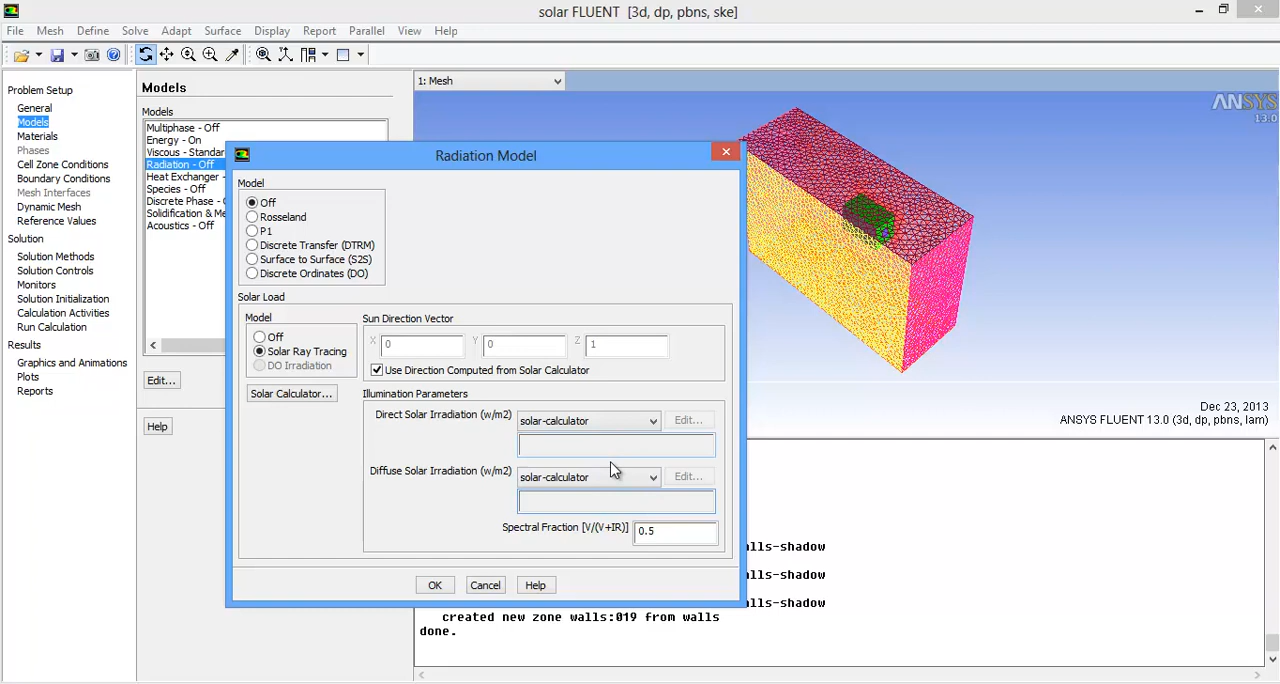 solar FLUENT [3d, dp, pbns, ske]
File Mesh Define Solve Adapt Surface Display Report Parallel View Help
Problem Setup
General
Models
Materials
Phases
Cell Zone Conditions
Boundary Conditions
Mesh Interfaces
Dynamic Mesh
Reference Values
Solution
Solution Methods
Solution Controls
Monitors
Solution Initialization
Calculation Activities
Run Calculation
Results
Graphics and Animations
Plots
Reports
Models
Models
Multiphase - Off
Energy - On
Viscous - Standar
Radiation - Off
Heat Exchanger -
Species - Off
Discrete Phase -
Solidification & Me
Acoustics - Off
Edit...
Help
1: Mesh
ANSYS
13.0
Dec 23, 2013
ANSYS FLUENT 13.0 (3d, dp, pbns, lam)
Radiation Model
Model
Off
Rosseland
P1
Discrete Transfer (DTRM)
Surface to Surface (S2S)
Discrete Ordinates (DO)
Solar Load
Model
Off
Solar Ray Tracing
DO Irradiation
Solar Calculator...
Sun Direction Vector
X 0 Y 0 Z 1
Use Direction Computed from Solar Calculator
Illumination Parameters
Direct Solar Irradiation (w/m2) solar-calculator Edit...
Diffuse Solar Irradiation (w/m2) solar-calculator Edit...
Spectral Fraction [V/(V+IR)] 0.5
OK Cancel Help
lls-shadow
lls-shadow
lls-shadow
created new zone walls:019 from walls
done.